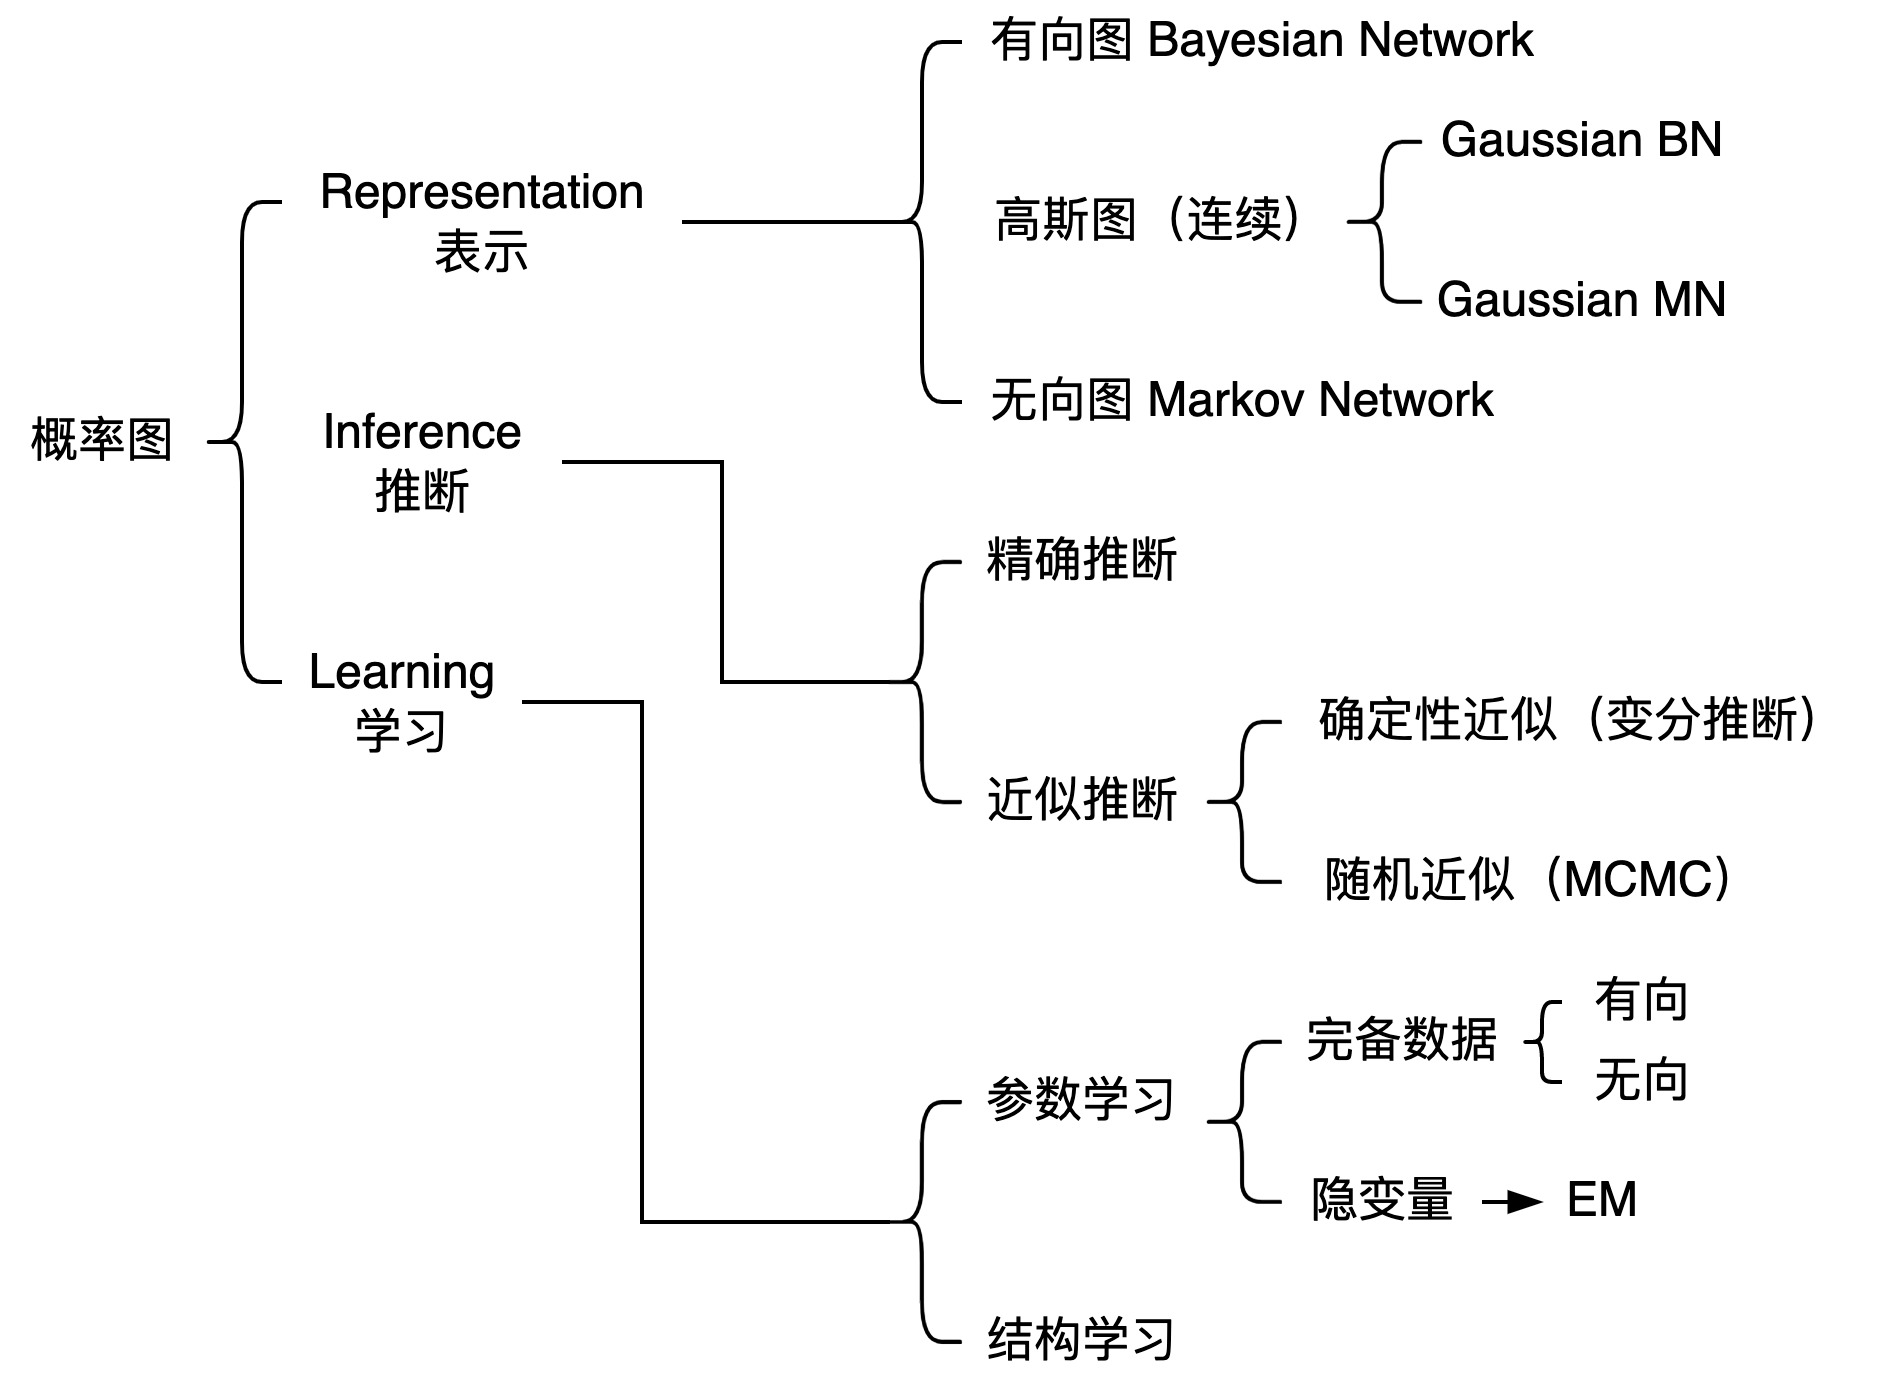 概率图
Representation
表示
有向图 Bayesian Network
高斯图（连续）
Gaussian BN
Gaussian MN
无向图 Markov Network
Inference
推断
精确推断
近似推断
确定性近似（变分推断）
随机近似（MCMC）
Learning
学习
参数学习
完备数据
有向
无向
隐变量
EM
结构学习